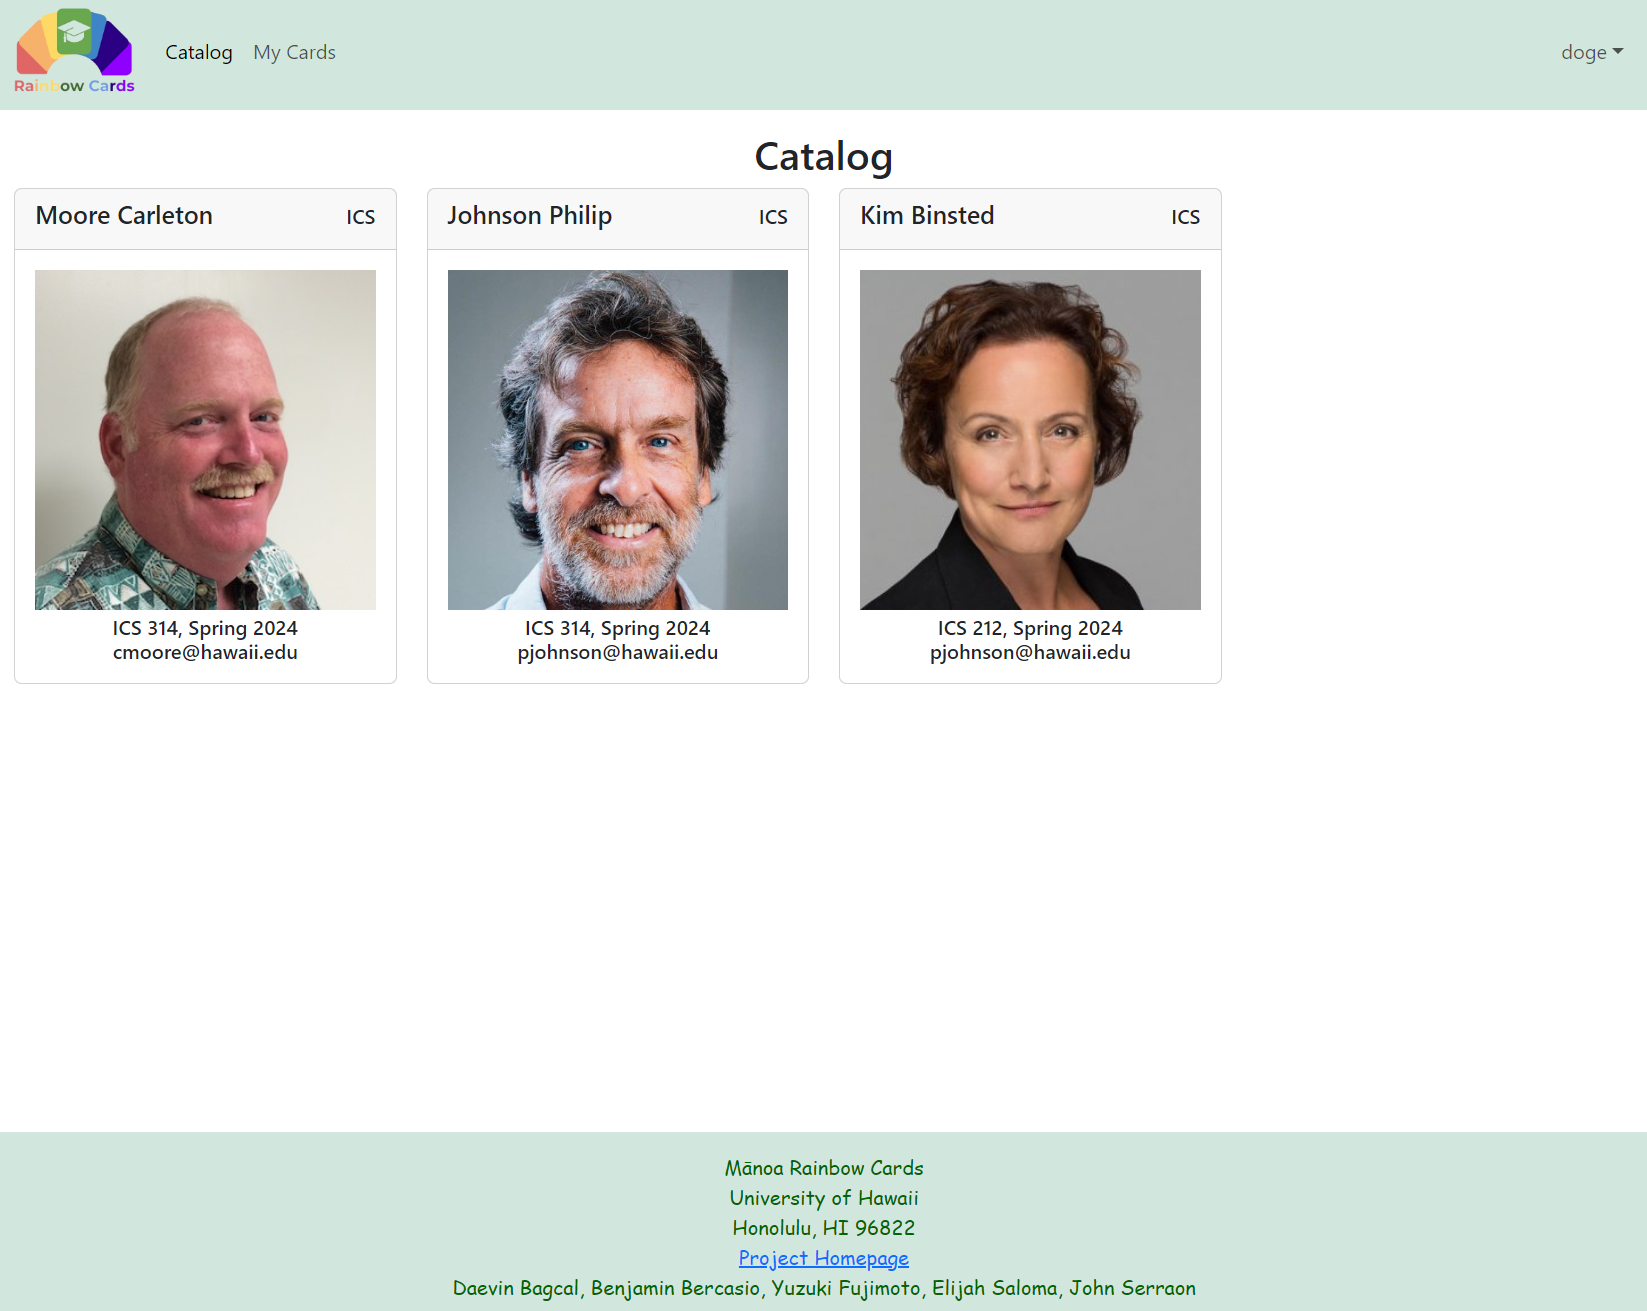 Rainbow Cards
Catalog
My Cards
doge
Catalog
Moore Carleton
ICS
Johnson Philip
ICS
Kim Binsted
ICS
ICS 314, Spring 2024
cmoore@hawaii.edu
ICS 314, Spring 2024
pjohnson@hawaii.edu
ICS 212, Spring 2024
pjohnson@hawaii.edu
Mānoa Rainbow Cards
University of Hawaii
Honolulu, HI 96822
Project Homepage
Daevin Bagcal, Benjamin Bercasio, Yuzuki Fujimoto, Elijah Saloma, John Serraon